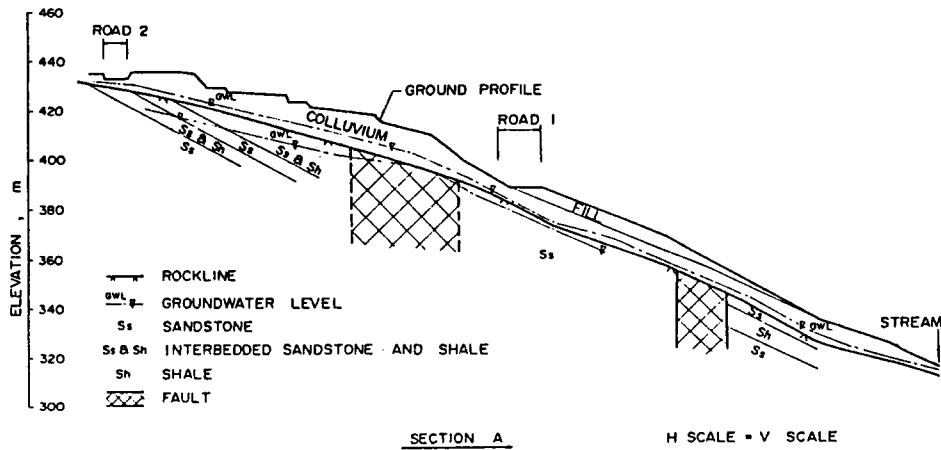 ROAD 2
460
440
420
400
380
360
340
320
300
ELEVATION , m
GWL
GROUND PROFILE
COLLUVIUM
ROAD 1
Ss & Sh
Ss
GWL
Ss & Sh
FILL
Ss
ROCKLINE
GWL GROUNDWATER LEVEL
Ss SANDSTONE
Ss & Sh INTERBEDDED SANDSTONE AND SHALE
Sh SHALE
FAULT
Ss
Sh
Ss
GWL
STREAM
SECTION A
H SCALE = V SCALE